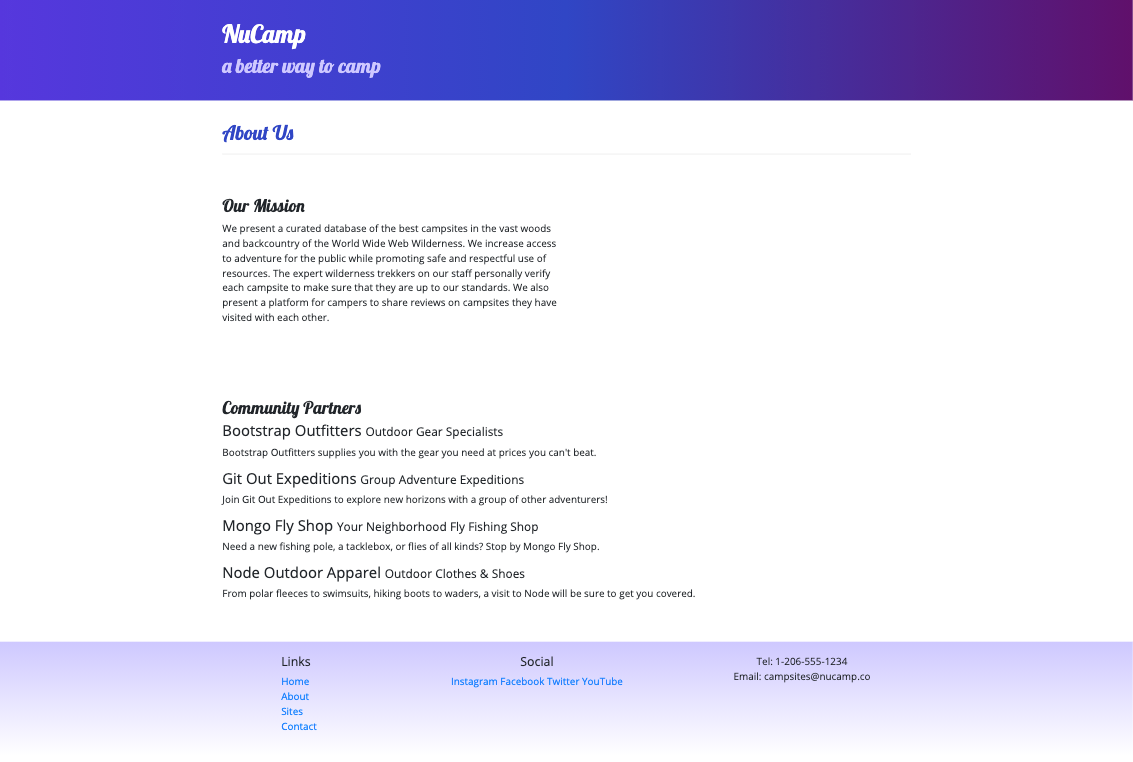 NuCamp
a better way to camp
About Us
Our Mission
We present a curated database of the best campsites in the vast woods
and backcountry of the World Wide Web Wilderness. We increase access
to adventure for the public while promoting safe and respectful use of
resources. The expert wilderness trekkers on our staff personally verify
each campsite to make sure that they are up to our standards. We also
present a platform for campers to share reviews on campsites they have
visited with each other.
Community Partners
Bootstrap Outfitters Outdoor Gear Specialists
Bootstrap Outfitters supplies you with the gear you need at prices you can't beat.
Git Out Expeditions Group Adventure Expeditions
Join Git Out Expeditions to explore new horizons with a group of other adventurers!
Mongo Fly Shop Your Neighborhood Fly Fishing Shop
Need a new fishing pole, a tacklebox, or flies of all kinds? Stop by Mongo Fly Shop.
Node Outdoor Apparel Outdoor Clothes & Shoes
From polar fleeces to swimsuits, hiking boots to waders, a visit to Node will be sure to get you covered.
Links
Home
About
Sites
Contact
Social
Instagram Facebook Twitter YouTube
Tel: 1-206-555-1234
Email: campsites@nucamp.co